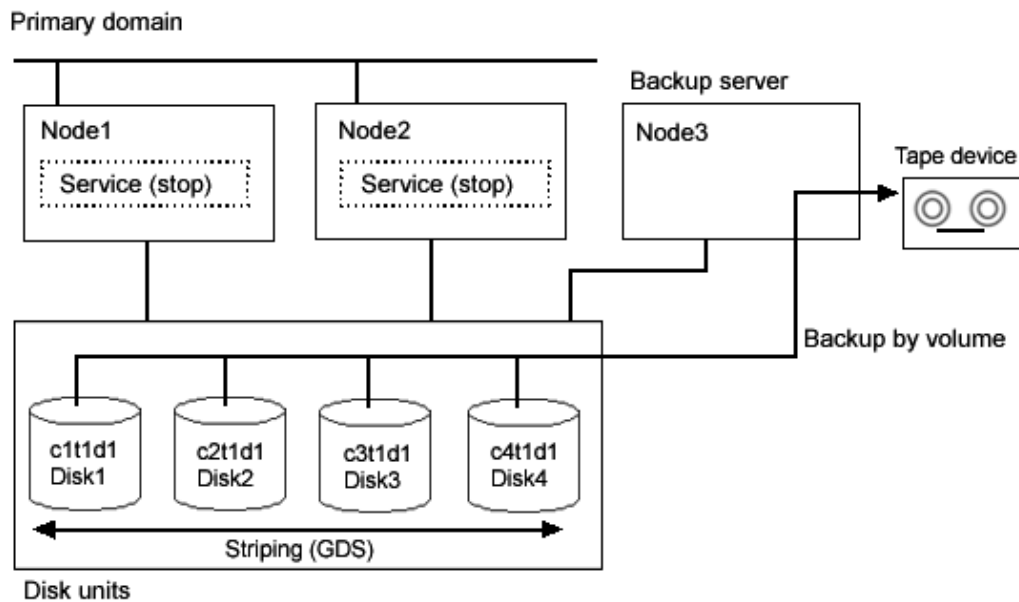 Primary domain
Backup server
Node1
Node2
Node3
Service (stop)
Service (stop)
Tape device
Backup by volume
c1t1d1
Disk1
c2t1d1
Disk2
c3t1d1
Disk3
c4t1d1
Disk4
Striping (GDS)
Disk units